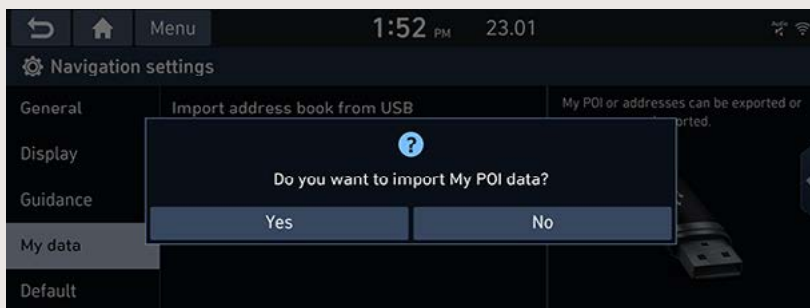 Menu
1:52 PM
23.01
Navigation settings
General
Display
Guidance
My data
Default
Import address book from USB
My POI or addresses can be exported or
orted.
Do you want to import My POI data?
Yes
No